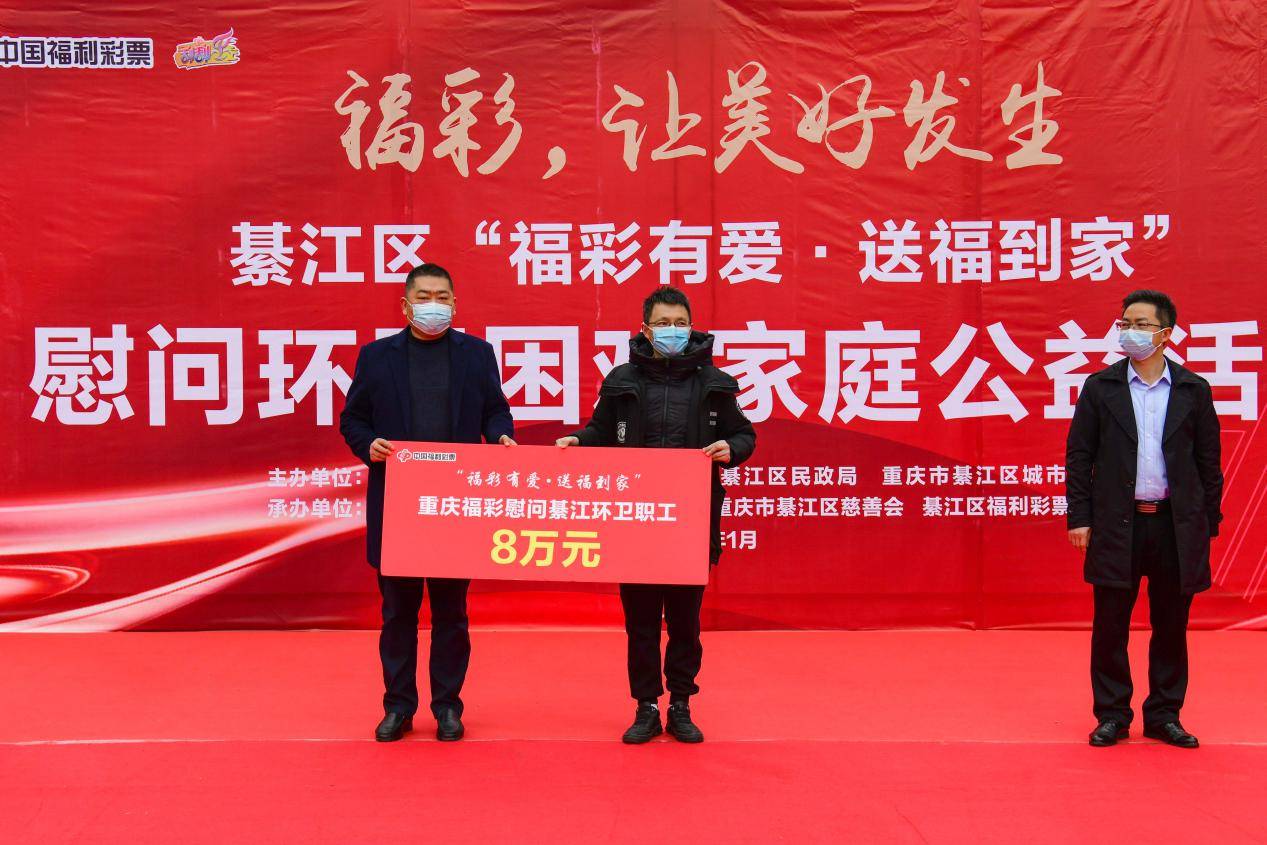 中国福利彩票
福彩，让美好发生
綦江区“福彩有爱·送福到家”
慰问环 困 家庭公益活
主办单位： 綦江区民政局 重庆市綦江区城市
承办单位： 重庆市綦江区慈善会 綦江区福利彩票
1月
中国福利彩票
“福彩有爱·送福到家”
重庆福彩慰问綦江环卫职工
8万元